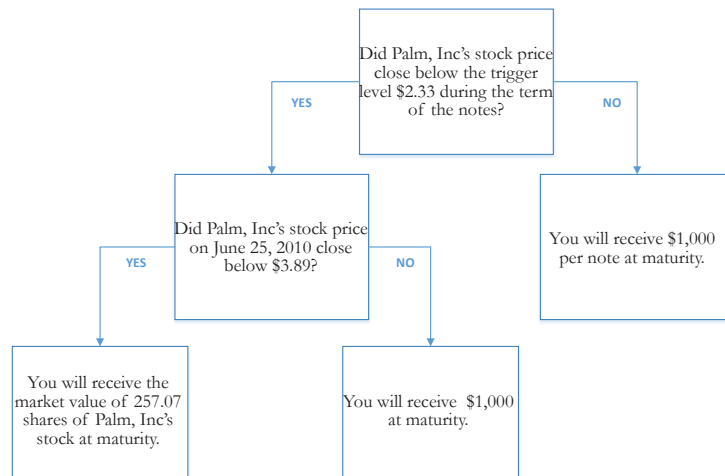 Did Palm, Inc's stock price
close below the trigger
level $2.33 during the term
of the notes?
YES
NO
Did Palm, Inc's stock price
on June 25, 2010 close
below $3.89?
You will receive $1,000
per note at maturity.
YES
NO
You will receive the
market value of 257.07
shares of Palm, Inc's
stock at maturity.
You will receive $1,000
at maturity.